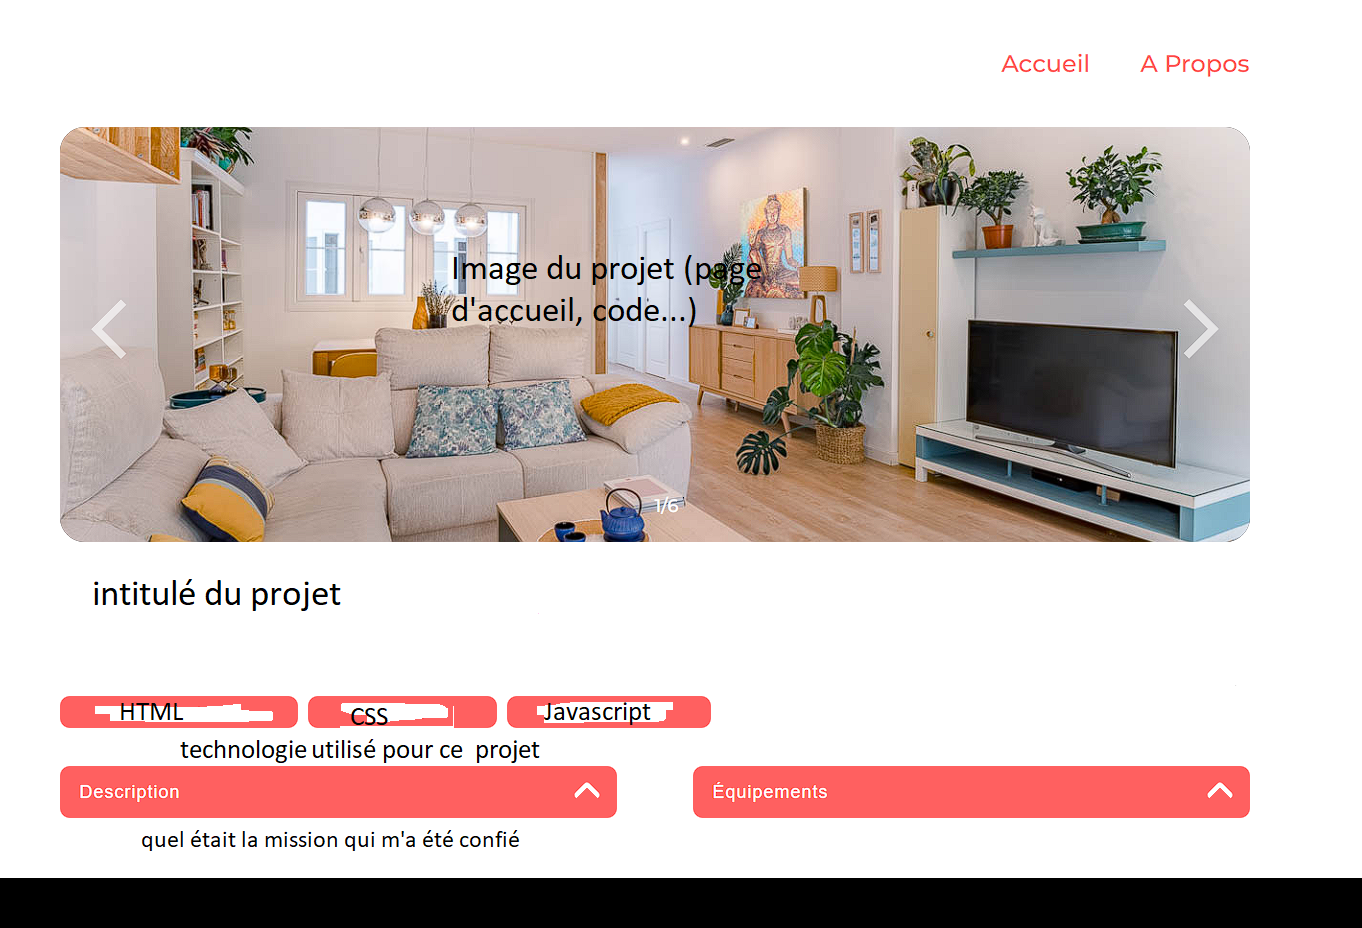 Accueil A Propos
Image du projet (page
d'accueil, code...)
1/6
intitulé du projet
HTML CSS Javascript
technologie utilisé pour ce projet
Description Équipements
quel était la mission qui m'a été confié